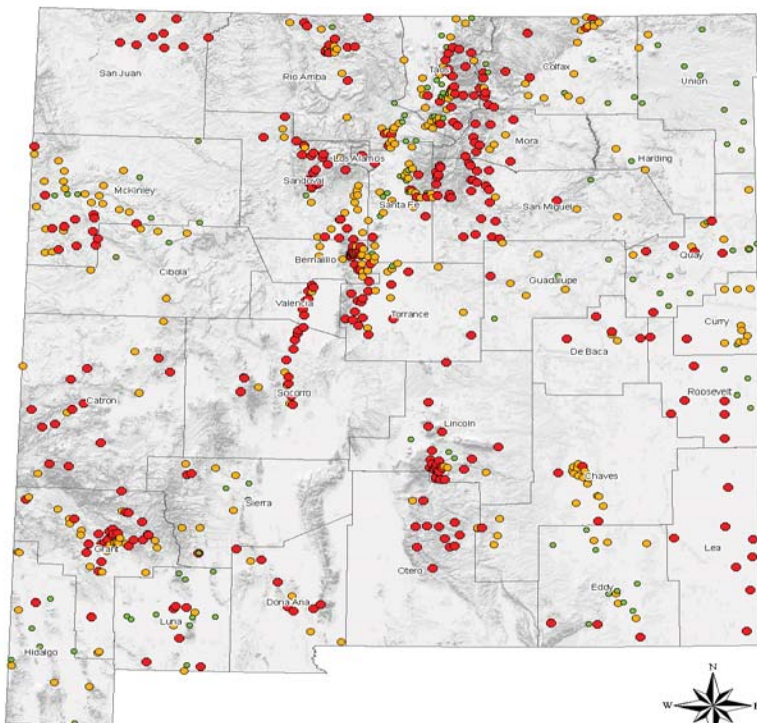 San Juan
Rio Arriba
Taos
Colfax
Union
Mora
Harding
Los Alamos
Sandoval
McKinley
Santa Fe
San Miguel
Bernalillo
Quay
Cibola
Guadalupe
Valencia
Torrance
Curry
De Baca
Roosevelt
Socorro
Catron
Lincoln
Chaves
Sierra
Grant
Lea
Otero
Eddy
Dona Ana
Luna
Hidalgo
N
W
E